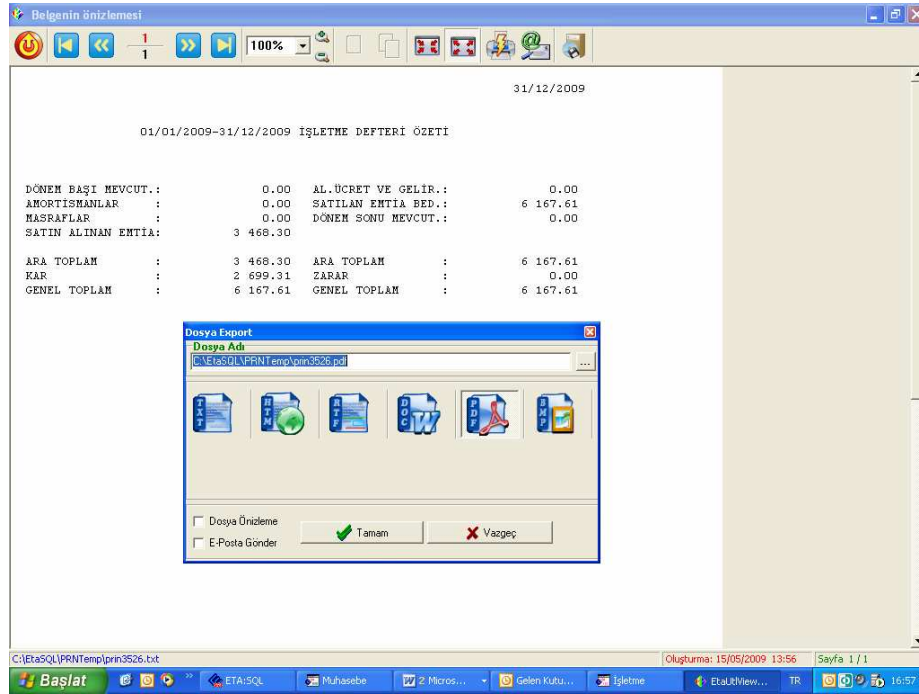 Belgenin önizlemesi
1
1
100%
31/12/2009
01/01/2009-31/12/2009 İŞLETME DEFTERİ ÖZETİ
DÖNEM BAŞI MEVCUT.: 0.00 AL.ÜCRET VE GELİR.: 0.00
AMORTİSMANLAR : 0.00 SATILAN EMTİA BED.: 6 167.61
MASRAFLAR : 0.00 DÖNEM SONU MEVCUT.: 0.00
SATIN ALINAN EMTİA: 3 468.30
ARA TOPLAM : 3 468.30 ARA TOPLAM : 6 167.61
KAR : 2 699.31 ZARAR : 0.00
GENEL TOPLAM : 6 167.61 GENEL TOPLAM : 6 167.61
Dosya Export
Dosya Adı
C:\EtaSQL\PRNTemp\prin3526.pdf
...
TXT HTM RTF DOC W PDF BMP
Dosya Önizleme
E-Posta Gönder
Tamam
Vazgeç
C:\EtaSQL\PRNTemp\prin3526.txt Oluşturma: 15/05/2009 13:56 Sayfa 1 / 1
Başlat ETA:SQL Muhasebe 2 Micros... Gelen Kutu... İşletme EtaUtlView... TR 16:57